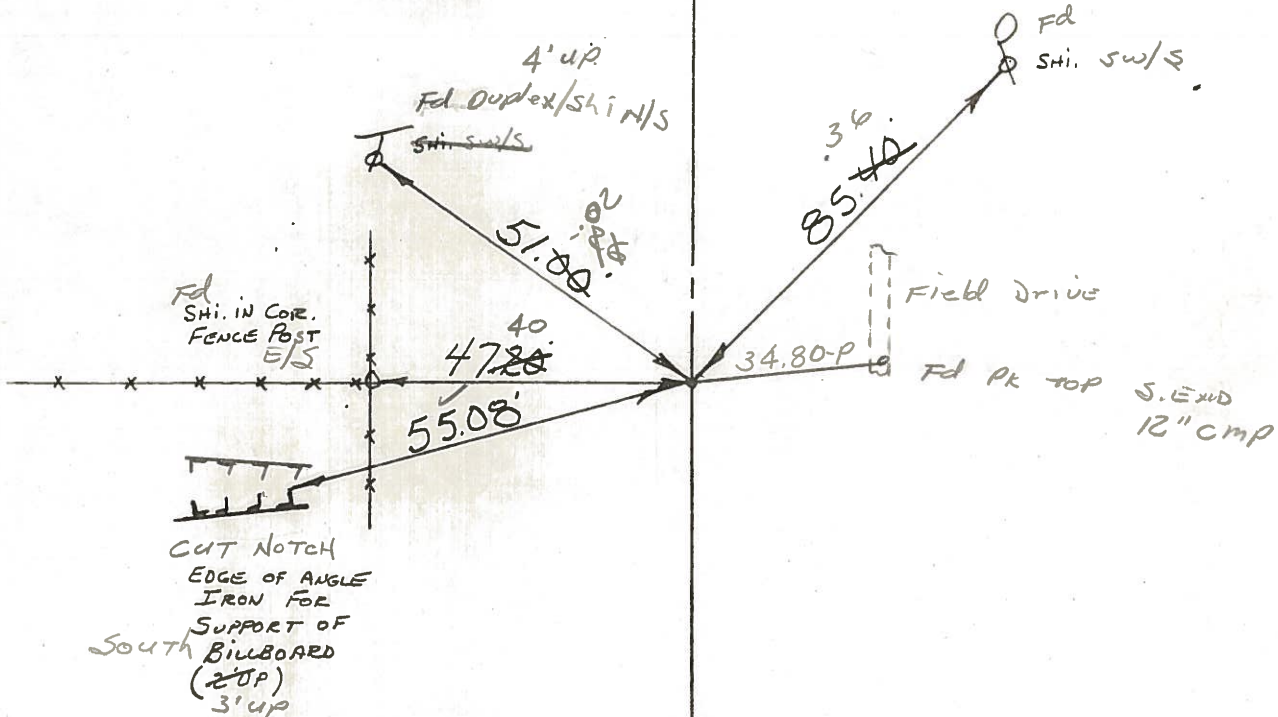 Fd
SHI. SW/S
4' UP.
Fd Duplex/Shi N/S
SHI. SW/S
.36
85.40
.02
51.00
Fd
SHI. IN COR.
FENCE POST
E/S
40
47.20
55.08'
Field Drive
34.80-P
Fd PK TOP S. END
12" CMP
CUT NOTCH
EDGE OF ANGLE
IRON FOR
SUPPORT OF
South BILLBOARD
(2'UP)
3' UP